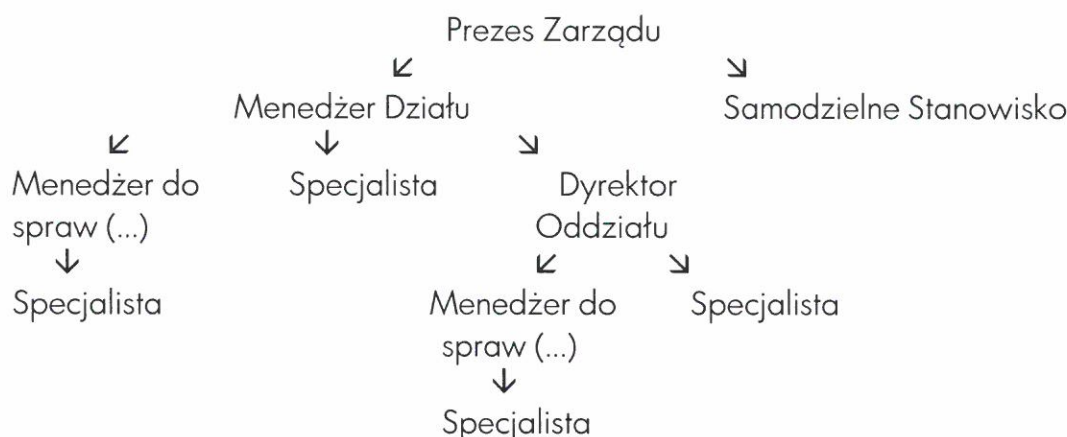 Prezes Zarządu
Menedżer Działu Samodzielne Stanowisko
Menedżer do
spraw (...)
Specjalista
Dyrektor
Oddziału
Specjalista
Menedżer do
spraw (...)
Specjalista
Specjalista